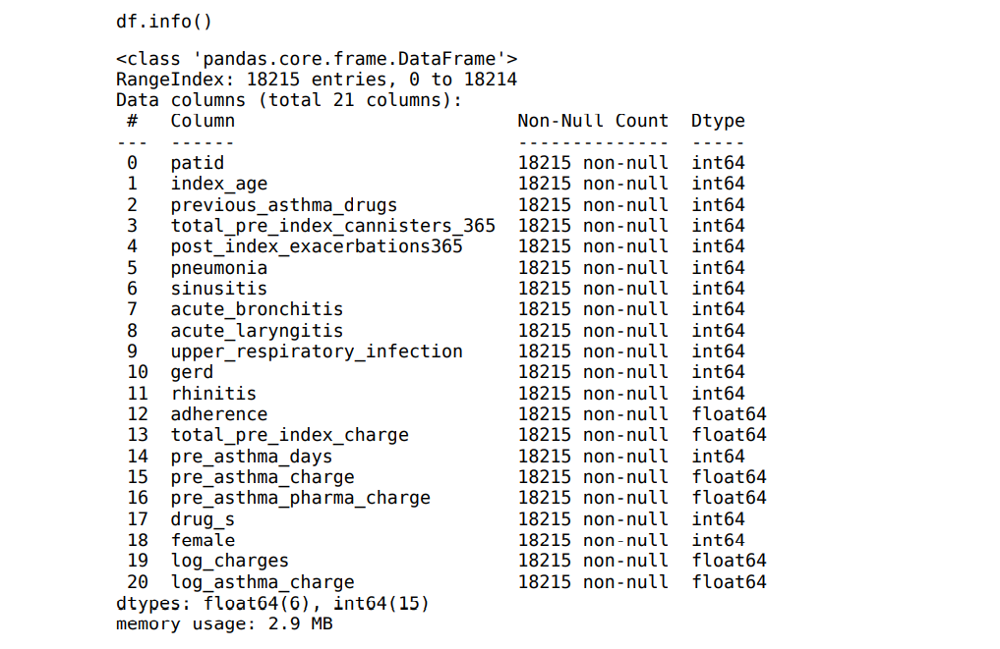 df.info()
<class 'pandas.core.frame.DataFrame'>
RangeIndex: 18215 entries, 0 to 18214
Data columns (total 21 columns):
 #   Column                         Non-Null Count  Dtype
---  ------                         --------------  -----
 0   patid                          18215 non-null  int64
 1   index_age                      18215 non-null  int64
 2   previous_asthma_drugs          18215 non-null  int64
 3   total_pre_index_cannisters_365  18215 non-null  int64
 4   post_index_exacerbations365    18215 non-null  int64
 5   pneumonia                      18215 non-null  int64
 6   sinusitis                      18215 non-null  int64
 7   acute_bronchitis               18215 non-null  int64
 8   acute_laryngitis               18215 non-null  int64
 9   upper_respiratory_infection    18215 non-null  int64
 10  gerd                           18215 non-null  int64
 11  rhinitis                       18215 non-null  int64
 12  adherence                      18215 non-null  float64
 13  total_pre_index_charge         18215 non-null  float64
 14  pre_asthma_days                18215 non-null  int64
 15  pre_asthma_charge              18215 non-null  float64
 16  pre_asthma_pharma_charge       18215 non-null  float64
 17  drug_s                         18215 non-null  int64
 18  female                         18215 non-null  int64
 19  log_charges                    18215 non-null  float64
 20  log_asthma_charge              18215 non-null  float64
dtypes: float64(6), int64(15)
memory usage: 2.9 MB